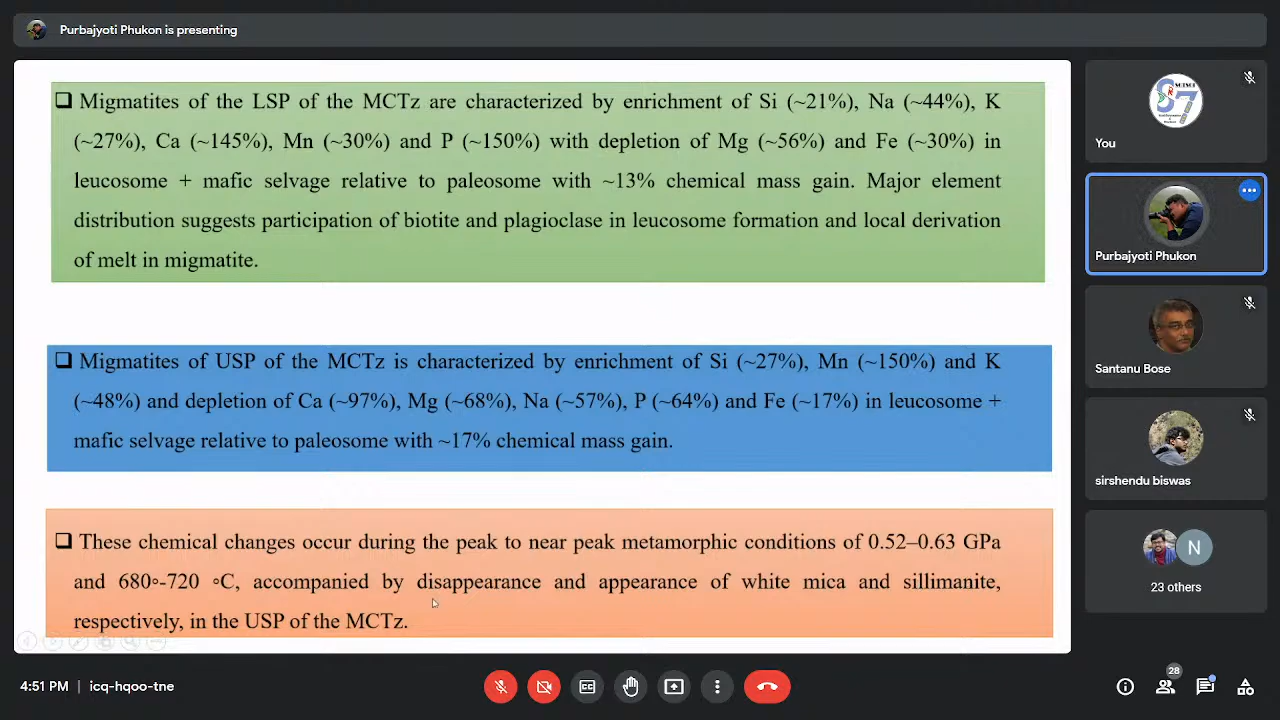 Purbajyoti Phukon is presenting
❑ Migmatites of the LSP of the MCTz are characterized by enrichment of Si (~21%), Na (~44%), K
(~27%), Ca (~145%), Mn (~30%) and P (~150%) with depletion of Mg (~56%) and Fe (~30%) in
leucosome + mafic selvage relative to paleosome with ~13% chemical mass gain. Major element
distribution suggests participation of biotite and plagioclase in leucosome formation and local derivation
of melt in migmatite.
❑ Migmatites of USP of the MCTz is characterized by enrichment of Si (~27%), Mn (~150%) and K
(~48%) and depletion of Ca (~97%), Mg (~68%), Na (~57%), P (~64%) and Fe (~17%) in leucosome +
mafic selvage relative to paleosome with ~17% chemical mass gain.
❑ These chemical changes occur during the peak to near peak metamorphic conditions of 0.52–0.63 GPa
and 680◦-720 ◦C, accompanied by disappearance and appearance of white mica and sillimanite,
respectively, in the USP of the MCTz.
You
Purbajyoti Phukon
Santanu Bose
sirshendu biswas
N
23 others
4:51 PM | icq-hqoo-tne
28